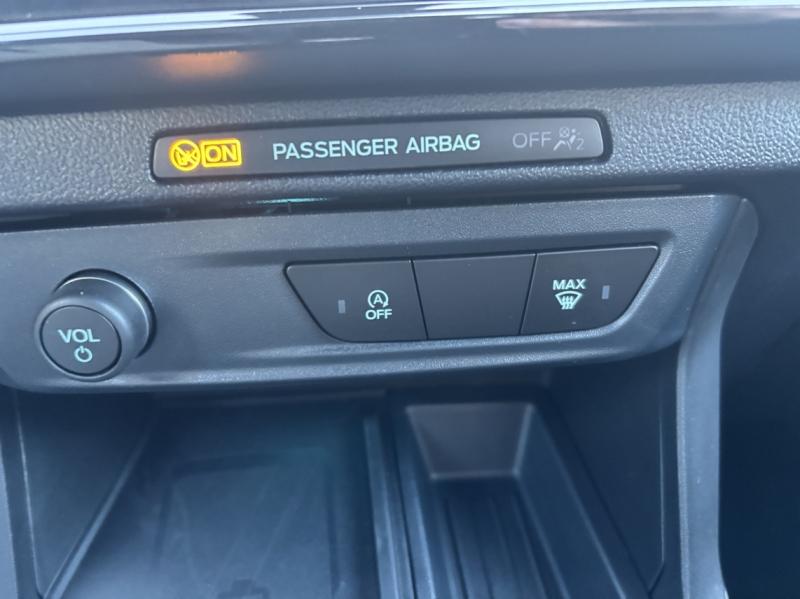 ON PASSENGER AIRBAG OFF 2
VOL
A
OFF
MAX